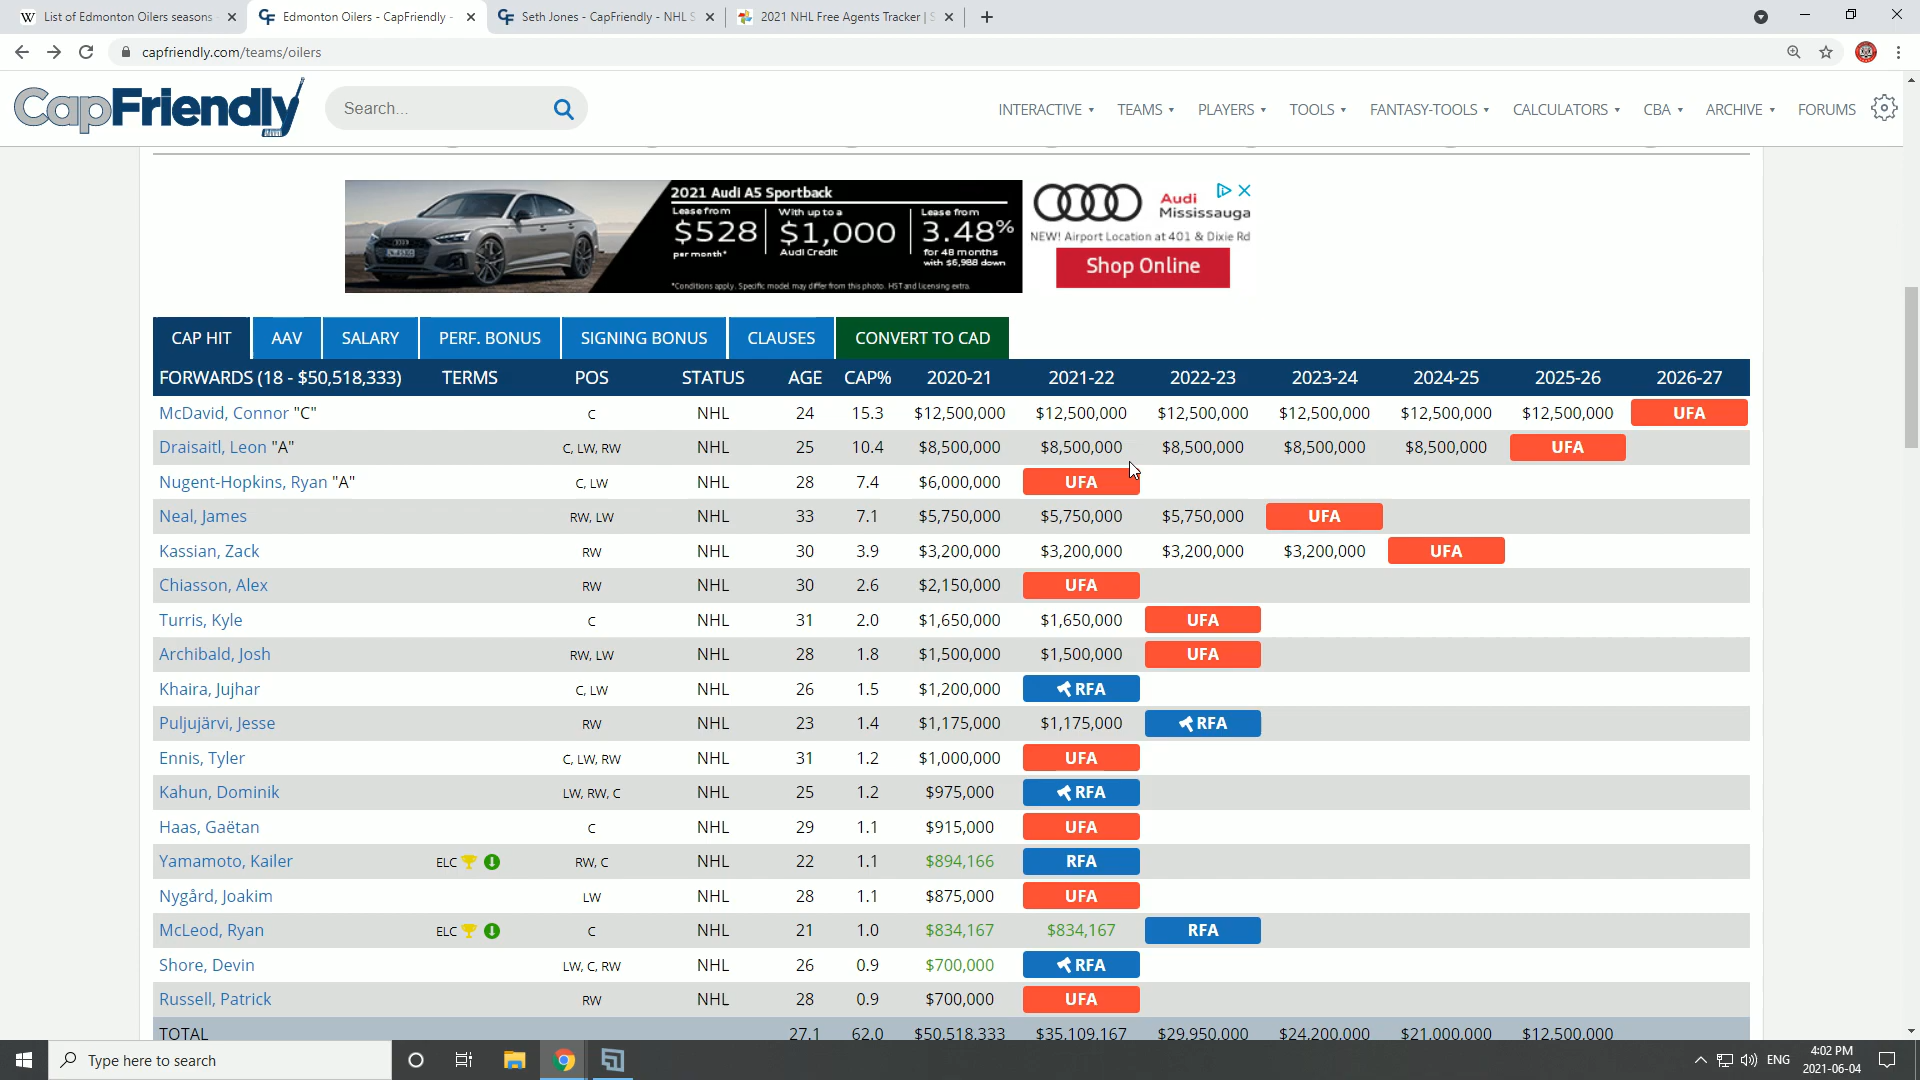 List of Edmonton Oilers seasons
Edmonton Oilers - CapFriendly -
Seth Jones - CapFriendly - NHL S
2021 NHL Free Agents Tracker | S
capfriendly.com/teams/oilers
CapFriendly
Search...
INTERACTIVE TEAMS PLAYERS TOOLS FANTASY-TOOLS CALCULATORS CBA ARCHIVE FORUMS
2021 Audi A5 Sportback
Lease from $528 per month*
With up to a $1,000 Audi Credit
Lease from 3.48% for 48 months with $6,988 down
*Conditions apply. Specific model may differ from this photo. HST and licensing extra.
Audi Mississauga
NEW! Airport Location at 401 & Dixie Rd
Shop Online
CAP HIT AAV SALARY PERF. BONUS SIGNING BONUS CLAUSES CONVERT TO CAD
FORWARDS (18 - $50,518,333) TERMS POS STATUS AGE CAP% 2020-21 2021-22 2022-23 2023-24 2024-25 2025-26 2026-27
McDavid, Connor "C" C NHL 24 15.3 $12,500,000 $12,500,000 $12,500,000 $12,500,000 $12,500,000 $12,500,000 UFA
Draisaitl, Leon "A" C, LW, RW NHL 25 10.4 $8,500,000 $8,500,000 $8,500,000 $8,500,000 $8,500,000 UFA
Nugent-Hopkins, Ryan "A" C, LW NHL 28 7.4 $6,000,000 UFA
Neal, James RW, LW NHL 33 7.1 $5,750,000 $5,750,000 $5,750,000 UFA
Kassian, Zack RW NHL 30 3.9 $3,200,000 $3,200,000 $3,200,000 $3,200,000 UFA
Chiasson, Alex RW NHL 30 2.6 $2,150,000 UFA
Turris, Kyle C NHL 31 2.0 $1,650,000 $1,650,000 UFA
Archibald, Josh RW, LW NHL 28 1.8 $1,500,000 $1,500,000 UFA
Khaira, Jujhar C, LW NHL 26 1.5 $1,200,000 RFA
Puljujärvi, Jesse RW NHL 23 1.4 $1,175,000 $1,175,000 RFA
Ennis, Tyler C, LW, RW NHL 31 1.2 $1,000,000 UFA
Kahun, Dominik LW, RW, C NHL 25 1.2 $975,000 RFA
Haas, Gaëtan C NHL 29 1.1 $915,000 UFA
Yamamoto, Kailer ELC RW, C NHL 22 1.1 $894,166 RFA
Nygård, Joakim LW NHL 28 1.1 $875,000 UFA
McLeod, Ryan ELC C NHL 21 1.0 $834,167 $834,167 RFA
Shore, Devin LW, C, RW NHL 26 0.9 $700,000 RFA
Russell, Patrick RW NHL 28 0.9 $700,000 UFA
TOTAL 27.1 62.0 $50,518,333 $35,109,167 $29,950,000 $24,200,000 $21,000,000 $12,500,000
Type here to search
ENG
4:02 PM
2021-06-04